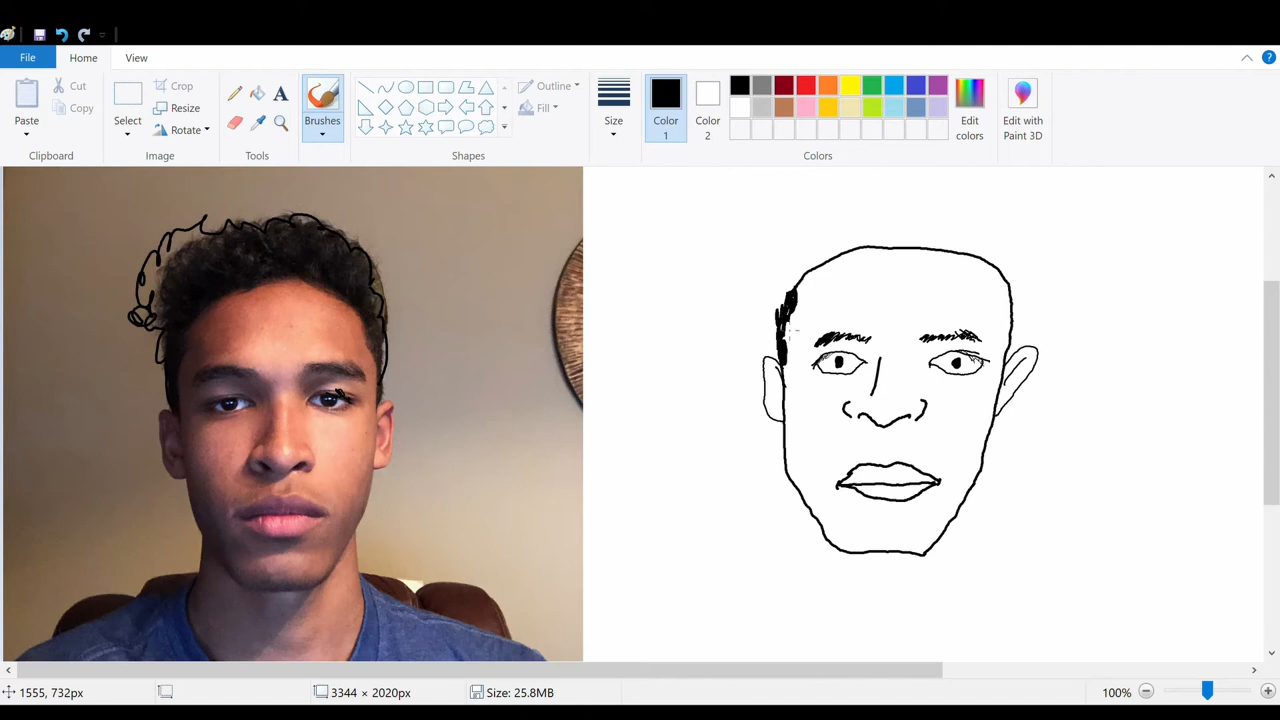 File Home View
Paste Cut Copy Clipboard
Select Crop Resize Rotate Image
Tools
Brushes
Outline Fill Shapes
Size
Color 1 Color 2 Edit colors Colors
Edit with Paint 3D
1555, 732px 3344 × 2020px Size: 25.8MB 100%